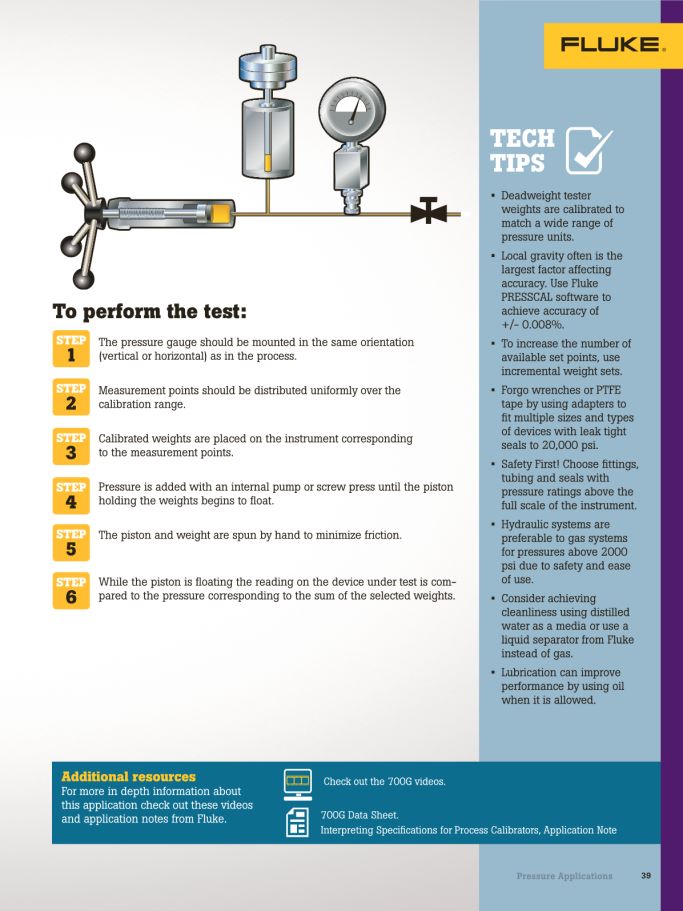 FLUKE®
TECH
TIPS
▪ Deadweight tester
weights are calibrated to
match a wide range of
pressure units.
▪ Local gravity often is the
largest factor affecting
accuracy. Use Fluke
PRESSCAL software to
achieve accuracy of
+/- 0.008%.
▪ To increase the number of
available set points, use
incremental weight sets.
▪ Forgo wrenches or PTFE
tape by using adapters to
fit multiple sizes and types
of devices with leak tight
seals to 20,000 psi.
▪ Safety First! Choose fittings,
tubing and seals with
pressure ratings above the
full scale of the instrument.
▪ Hydraulic systems are
preferable to gas systems
for pressures above 2000
psi due to safety and ease
of use.
▪ Consider achieving
cleanliness using distilled
water as a media or use a
liquid separator from Fluke
instead of gas.
▪ Lubrication can improve
performance by using oil
when it is allowed.
To perform the test:
STEP
1
The pressure gauge should be mounted in the same orientation
(vertical or horizontal) as in the process.
STEP
2
Measurement points should be distributed uniformly over the
calibration range.
STEP
3
Calibrated weights are placed on the instrument corresponding
to the measurement points.
STEP
4
Pressure is added with an internal pump or screw press until the piston
holding the weights begins to float.
STEP
5
The piston and weight are spun by hand to minimize friction.
STEP
6
While the piston is floating the reading on the device under test is com-
pared to the pressure corresponding to the sum of the selected weights.
Additional resources
For more in depth information about
this application check out these videos
and application notes from Fluke.
Check out the 700G videos.
700G Data Sheet.
Interpreting Specifications for Process Calibrators, Application Note
Pressure Applications 39